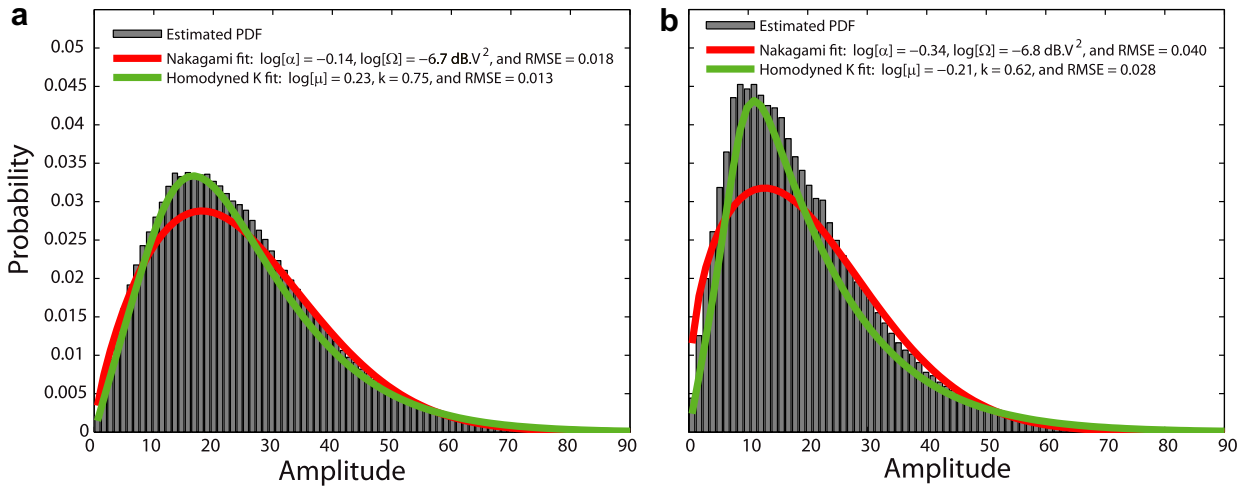 a
Estimated PDF
Nakagami fit: log[α] = −0.14, log[Ω] = −6.7 dB.V², and RMSE = 0.018
Homodyned K fit: log[μ] = 0.23, k = 0.75, and RMSE = 0.013
0.05
0.045
0.04
0.035
0.03
0.025
0.02
0.015
0.01
0.005
0
Probability
0 10 20 30 40 50 60 70 80 90
Amplitude
b
Estimated PDF
Nakagami fit: log[α] = −0.34, log[Ω] = −6.8 dB.V², and RMSE = 0.040
Homodyned K fit: log[μ] = −0.21, k = 0.62, and RMSE = 0.028
0 10 20 30 40 50 60 70 80 90
Amplitude